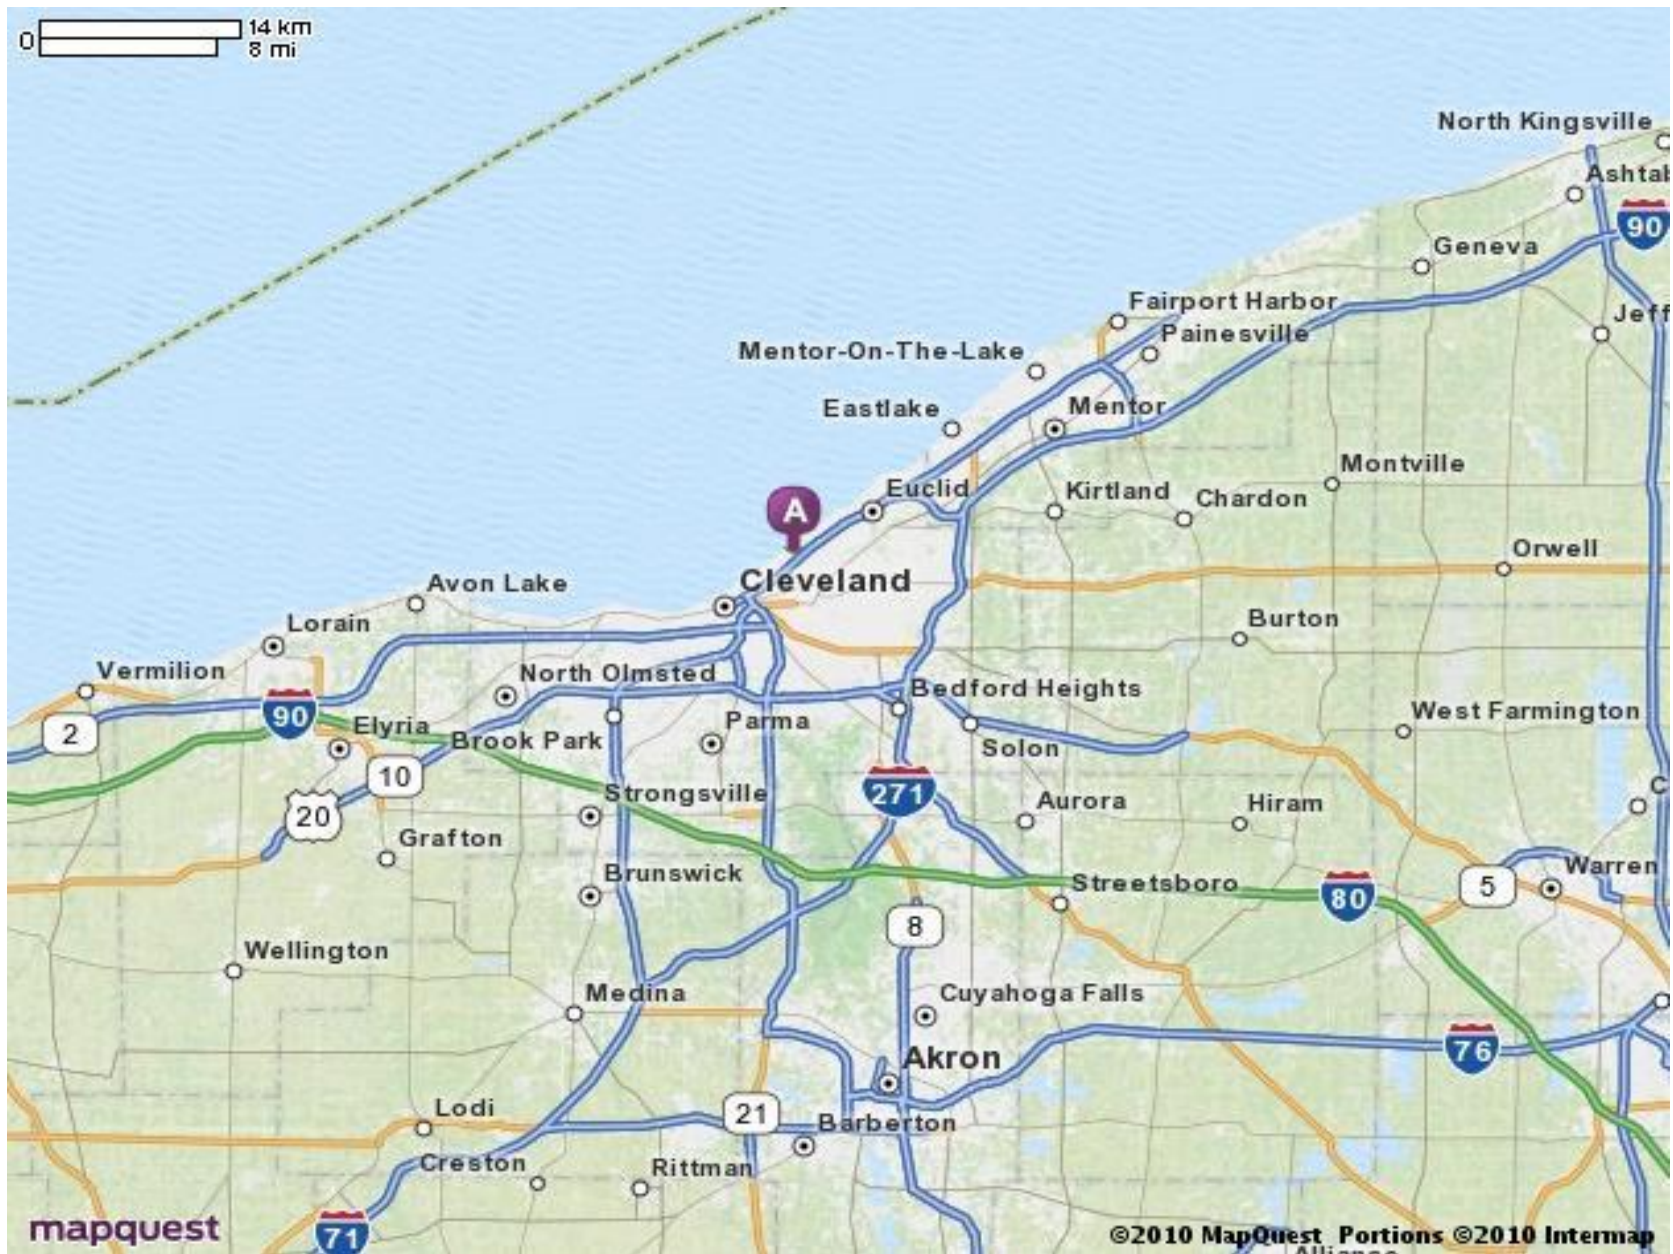 0
14 km
8 mi
North Kingsville
Ashtab
90
Geneva
Fairport Harbor
Jeff
Painesville
Mentor-On-The-Lake
Eastlake
Mentor
Montville
Euclid
Kirtland
Chardon
A
Orwell
Cleveland
Avon Lake
Lorain
Burton
Vermilion
North Olmsted
Bedford Heights
90
2
Elyria
Parma
West Farmington
Brook Park
Solon
10
271
C
Strongsville
Aurora
Hiram
20
Grafton
Brunswick
Streetsboro
Warren
5
80
8
Wellington
Medina
Cuyahoga Falls
Akron
76
Lodi
21
Barberton
Creston
Rittman
mapquest
71
©2010 MapQuest Portions ©2010 Intermap
Alliance